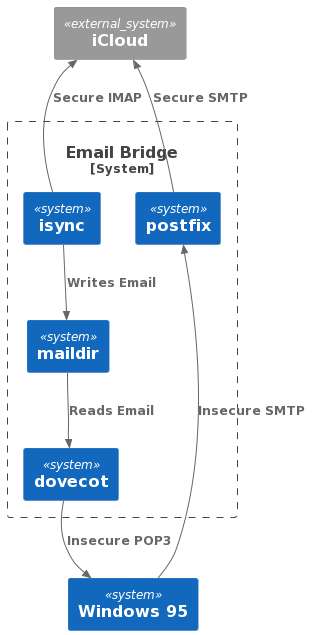 «external_system»
iCloud
Secure IMAP
Secure SMTP
Email Bridge
[System]
«system»
isync
«system»
postfix
Writes Email
«system»
maildir
Reads Email
Insecure SMTP
«system»
dovecot
Insecure POP3
«system»
Windows 95